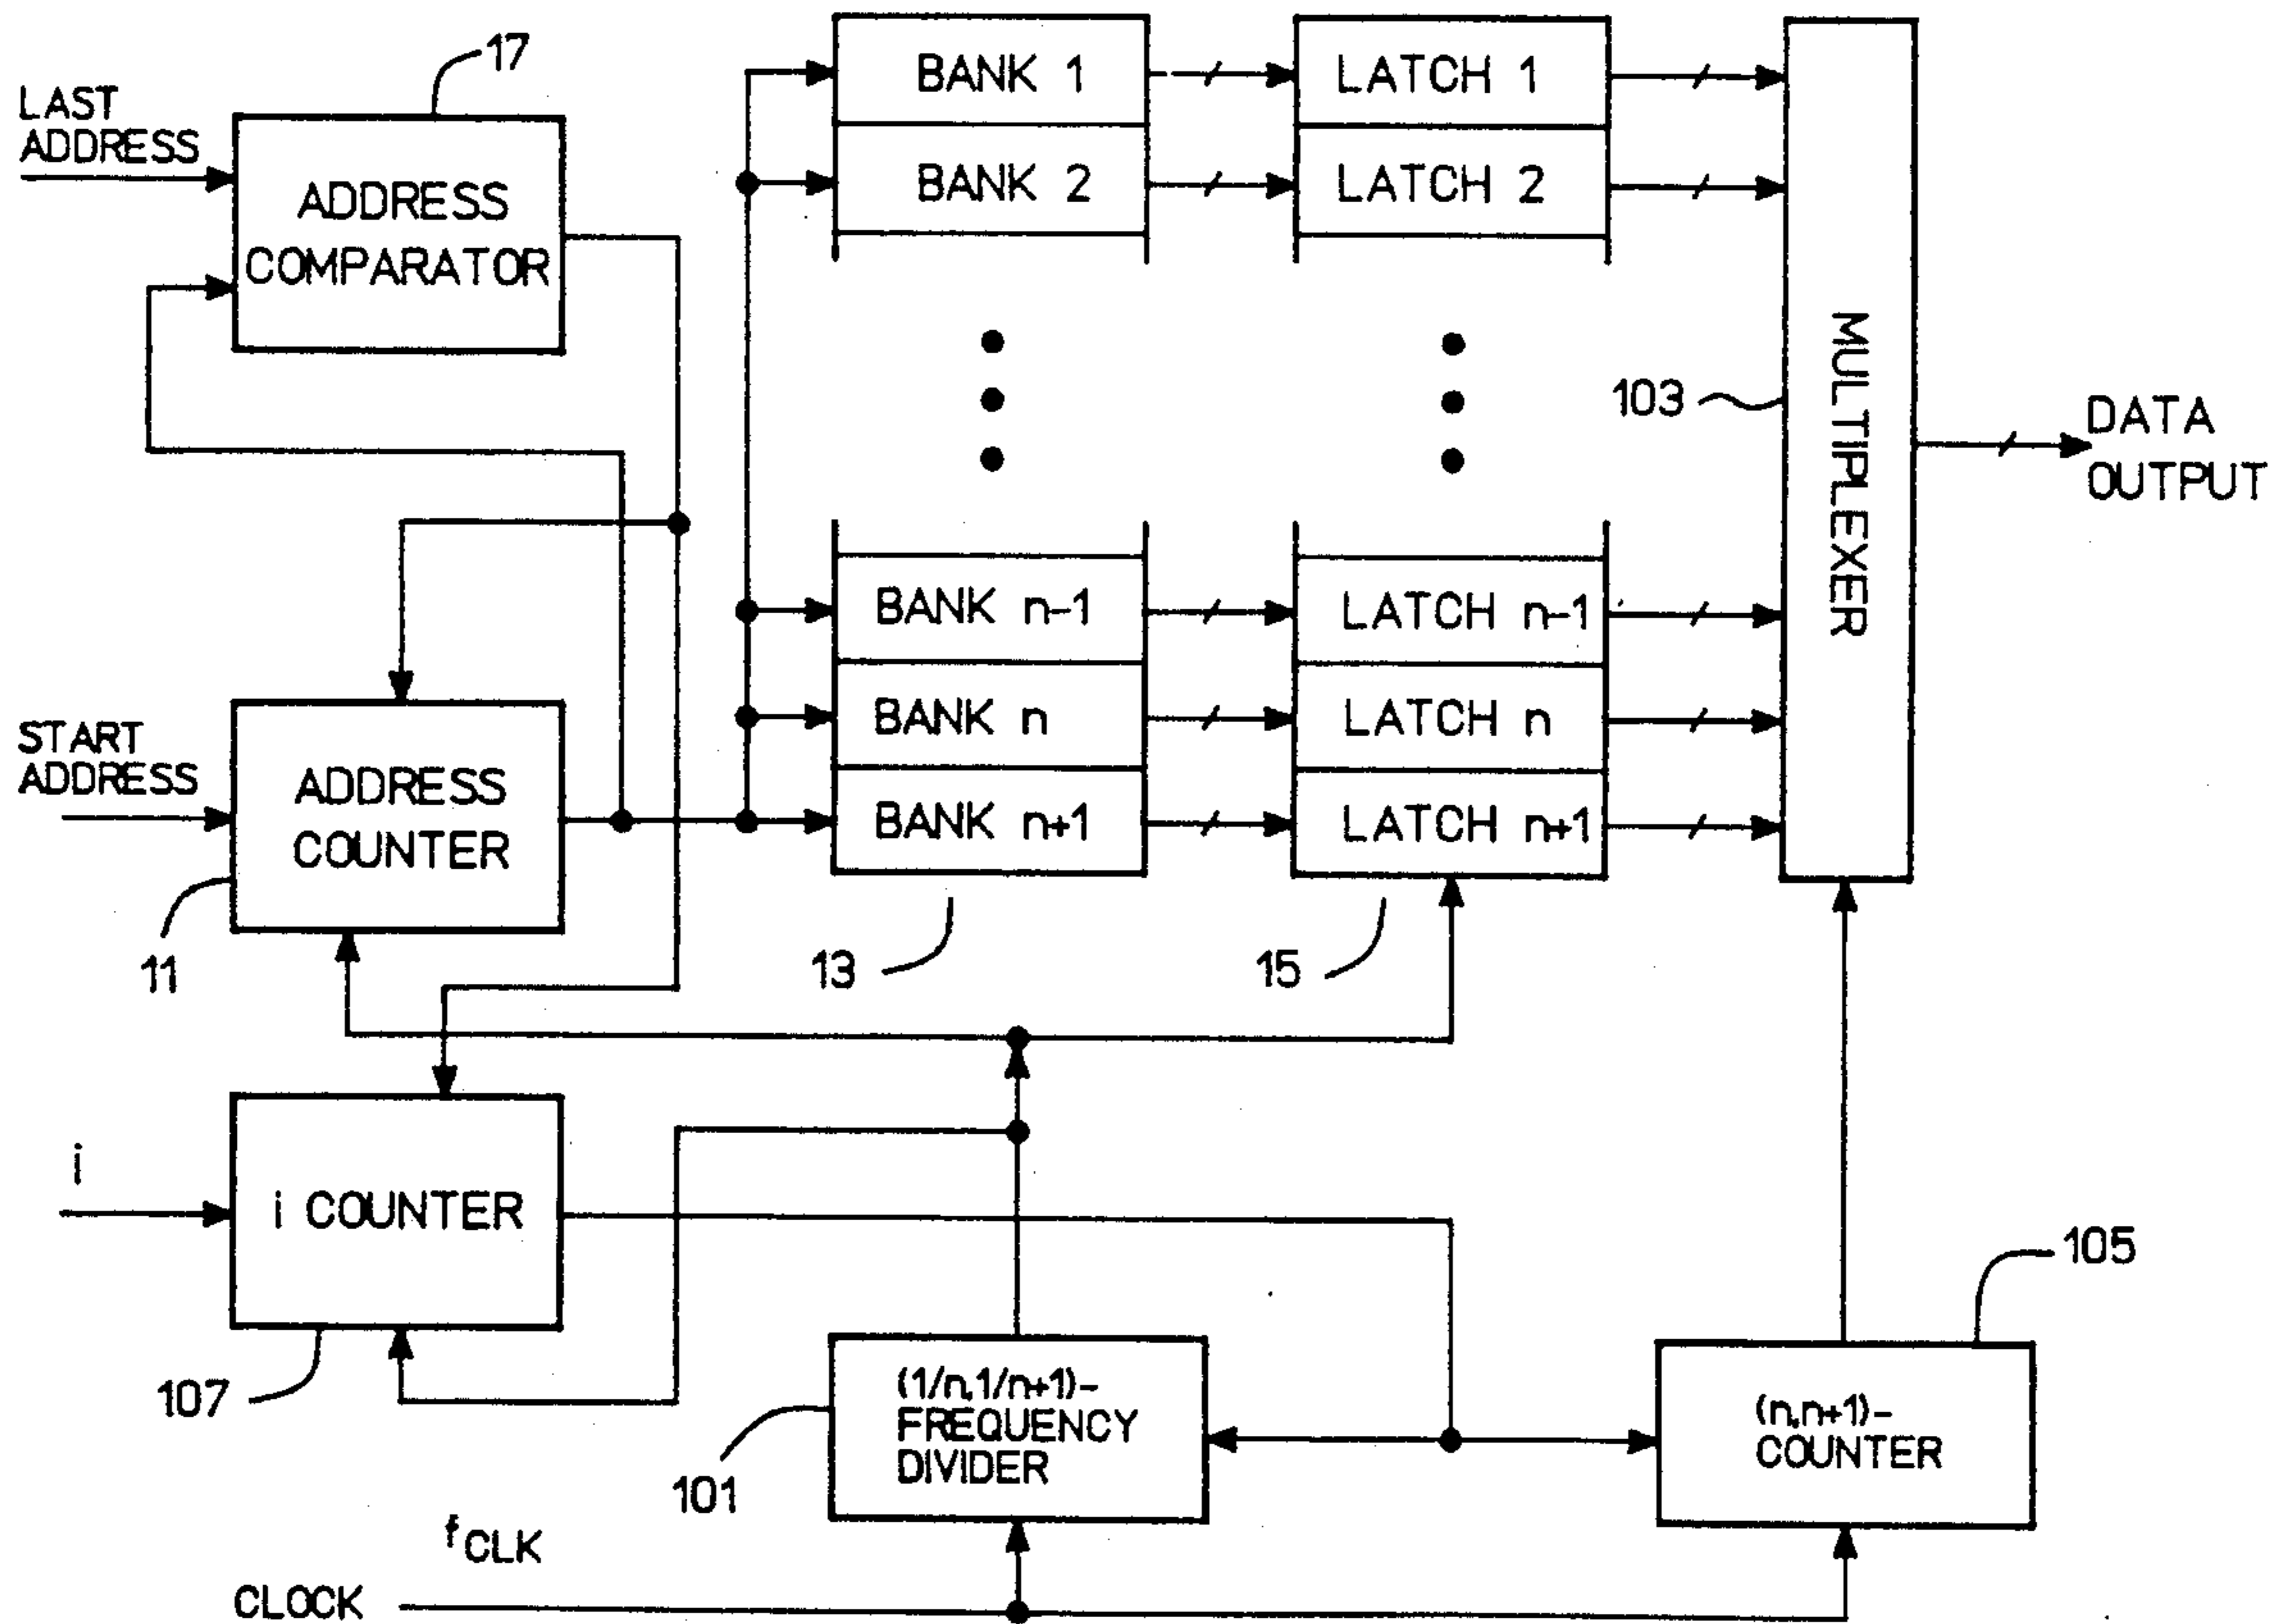 17
LAST
ADDRESS
ADDRESS
COMPARATOR
BANK 1
LATCH 1
BANK 2
LATCH 2
103
MULTIPLEXER
DATA
OUTPUT
BANK n-1
LATCH n-1
BANK n
LATCH n
BANK n+1
LATCH n+1
START
ADDRESS
ADDRESS
COUNTER
11
13
15
i
i COUNTER
107
105
(1/n,1/n+1)-
FREQUENCY
DIVIDER
101
(n,n+1)-
COUNTER
fCLK
CLOCK